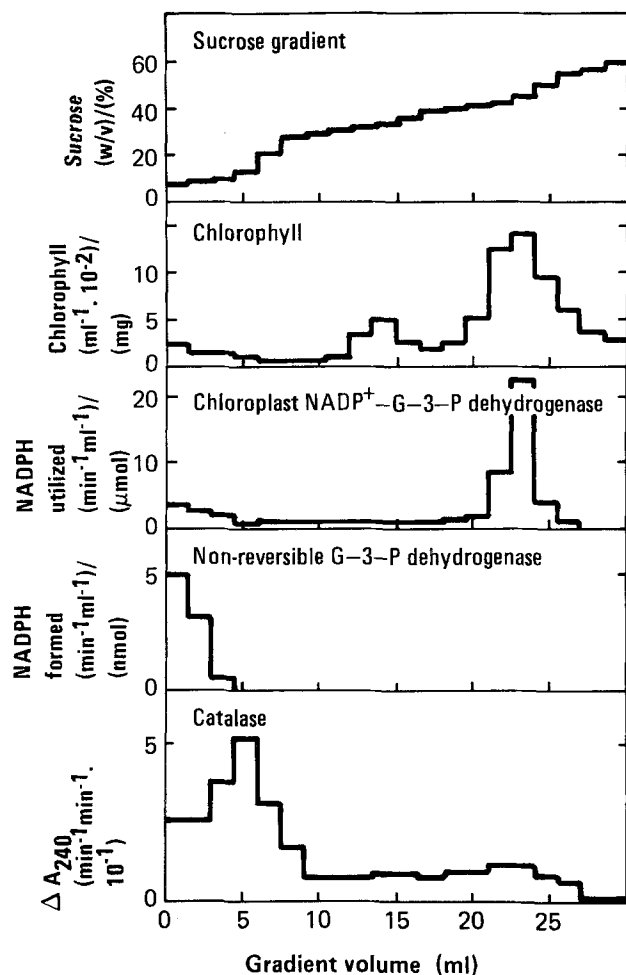 Sucrose gradient
Sucrose
(w/v)/(%)
60
40
20
0
Chlorophyll
Chlorophyll
(ml⁻¹. 10⁻²)/
(mg)
15
10
5
0
Chloroplast NADP⁺–G–3–P dehydrogenase
NADPH
utilized
(min⁻¹ml⁻¹)/
(μmol)
20
10
0
Non-reversible G–3–P dehydrogenase
NADPH
formed
(min⁻¹ml⁻¹)/
(nmol)
5
0
Catalase
Δ A₂₄₀
(min⁻¹min⁻¹.
10⁻¹)
5
0
0 5 10 15 20 25
Gradient volume (ml)